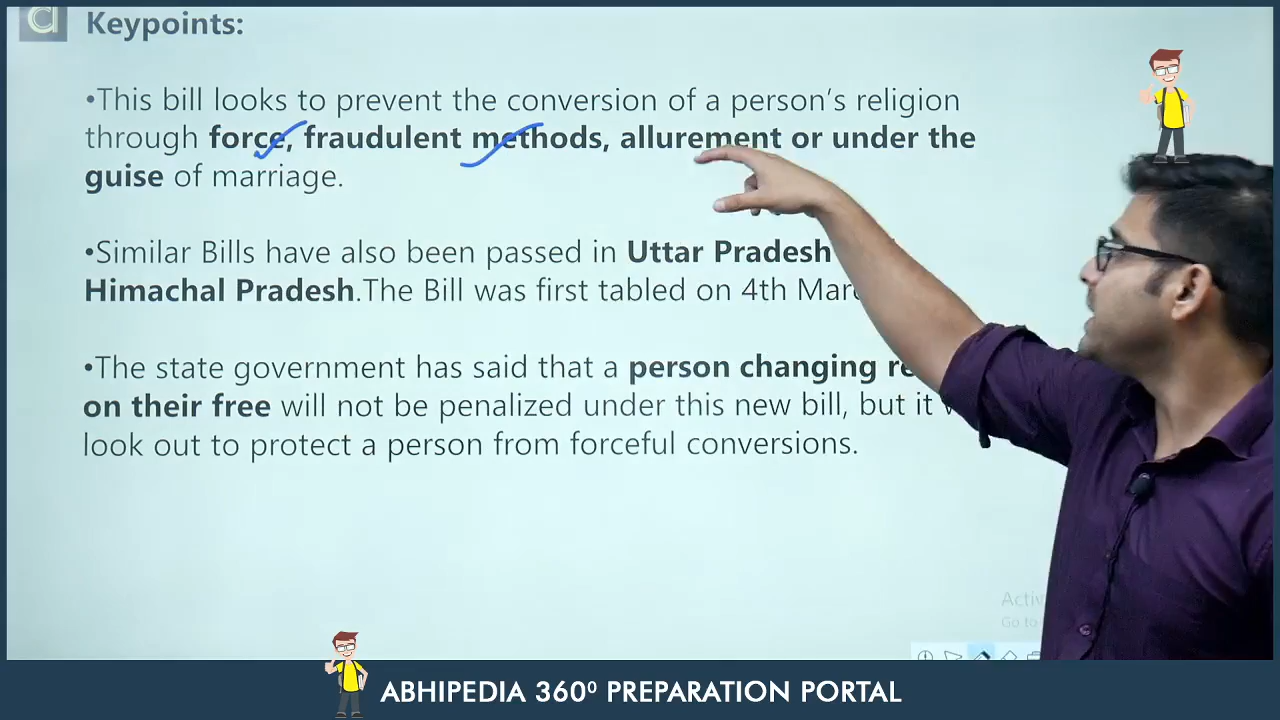 Keypoints:
•This bill looks to prevent the conversion of a person's religion
through force, fraudulent methods, allurement or under the
guise of marriage.
•Similar Bills have also been passed in Uttar Pradesh
Himachal Pradesh.The Bill was first tabled on 4th
•The state government has said that a person changing
on their free will not be penalized under this new bill, but it
look out to protect a person from forceful conversions.
Go to
ABHIPEDIA 360⁰ PREPARATION PORTAL